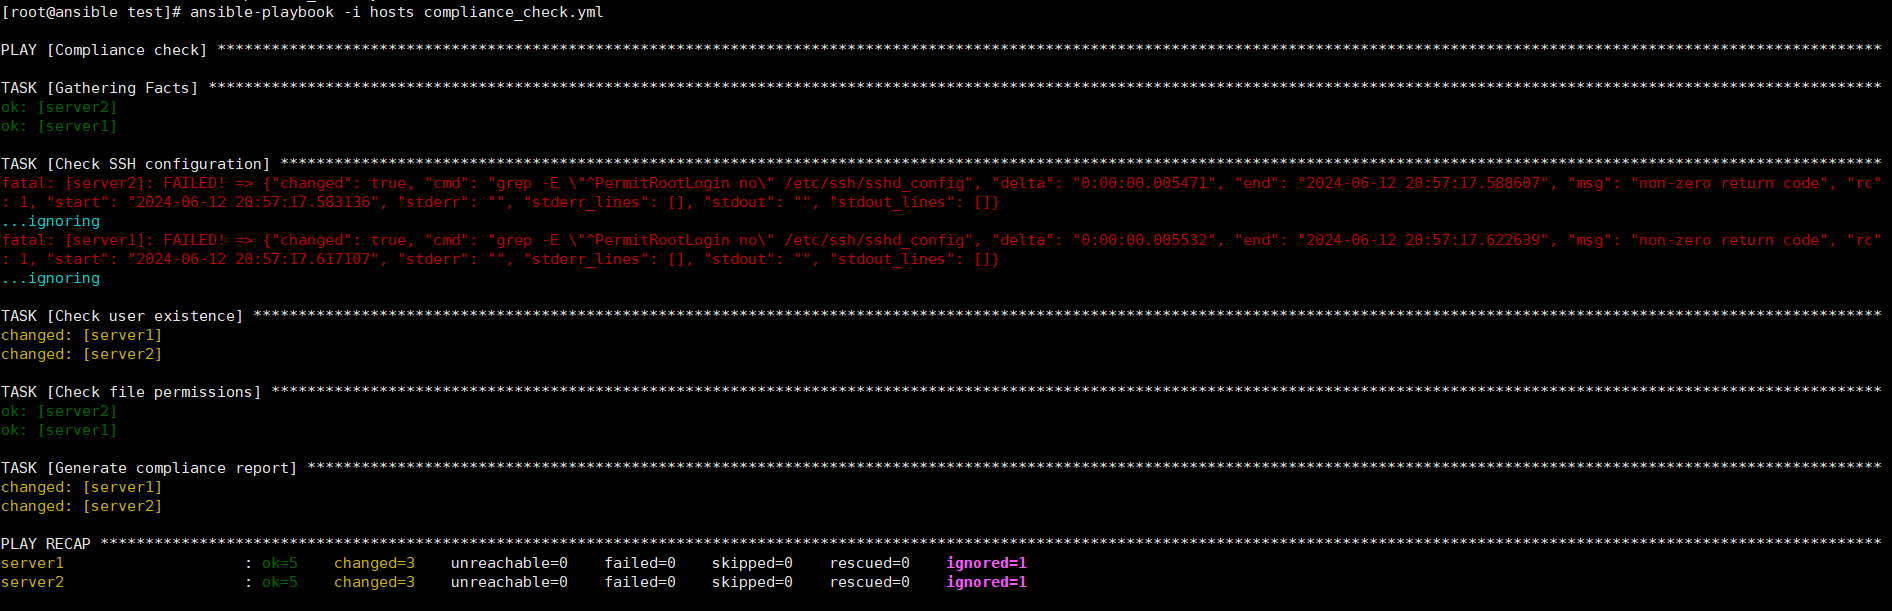 [root@ansible test]# ansible-playbook -i hosts compliance_check.yml
PLAY [Compliance check] *****************************************************************************************************************************************************************************************
TASK [Gathering Facts] ******************************************************************************************************************************************************************************************
ok: [server2]
ok: [server1]
TASK [Check SSH configuration] **********************************************************************************************************************************************************************************
fatal: [server2]: FAILED! => {"changed": true, "cmd": "grep -E \"^PermitRootLogin no\" /etc/ssh/sshd_config", "delta": "0:00:00.005471", "end": "2024-06-12 20:57:17.588607", "msg": "non-zero return code", "rc"
: 1, "start": "2024-06-12 20:57:17.583136", "stderr": "", "stderr_lines": [], "stdout": "", "stdout_lines": []}
...ignoring
fatal: [server1]: FAILED! => {"changed": true, "cmd": "grep -E \"^PermitRootLogin no\" /etc/ssh/sshd_config", "delta": "0:00:00.005532", "end": "2024-06-12 20:57:17.622639", "msg": "non-zero return code", "rc"
: 1, "start": "2024-06-12 20:57:17.617107", "stderr": "", "stderr_lines": [], "stdout": "", "stdout_lines": []}
...ignoring
TASK [Check user existence] *************************************************************************************************************************************************************************************
changed: [server1]
changed: [server2]
TASK [Check file permissions] ***********************************************************************************************************************************************************************************
ok: [server2]
ok: [server1]
TASK [Generate compliance report] *******************************************************************************************************************************************************************************
changed: [server1]
changed: [server2]
PLAY RECAP ******************************************************************************************************************************************************************************************************
server1                    : ok=5    changed=3    unreachable=0    failed=0    skipped=0    rescued=0    ignored=1
server2                    : ok=5    changed=3    unreachable=0    failed=0    skipped=0    rescued=0    ignored=1